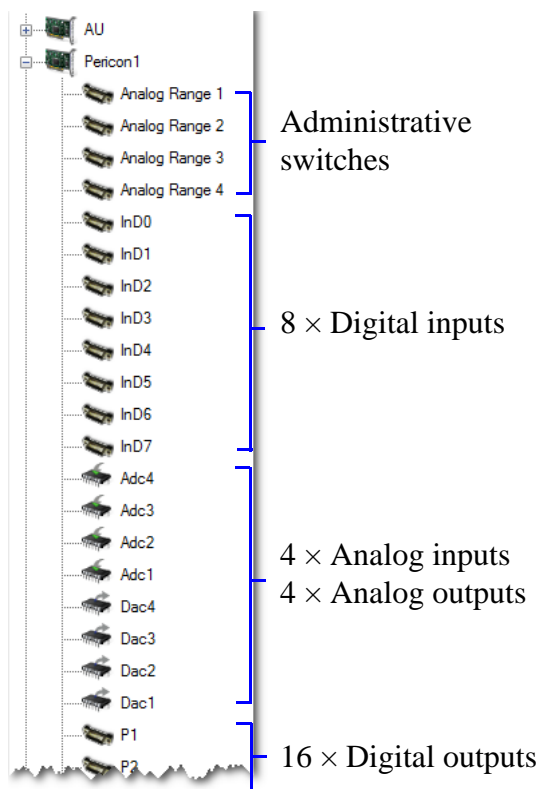 AU
Pericon1
Analog Range 1
Analog Range 2
Analog Range 3
Analog Range 4
Administrative
switches
InD0
InD1
InD2
InD3
InD4
InD5
InD6
InD7
8 × Digital inputs
Adc4
Adc3
Adc2
Adc1
Dac4
Dac3
Dac2
Dac1
4 × Analog inputs
4 × Analog outputs
P1
P2
16 × Digital outputs